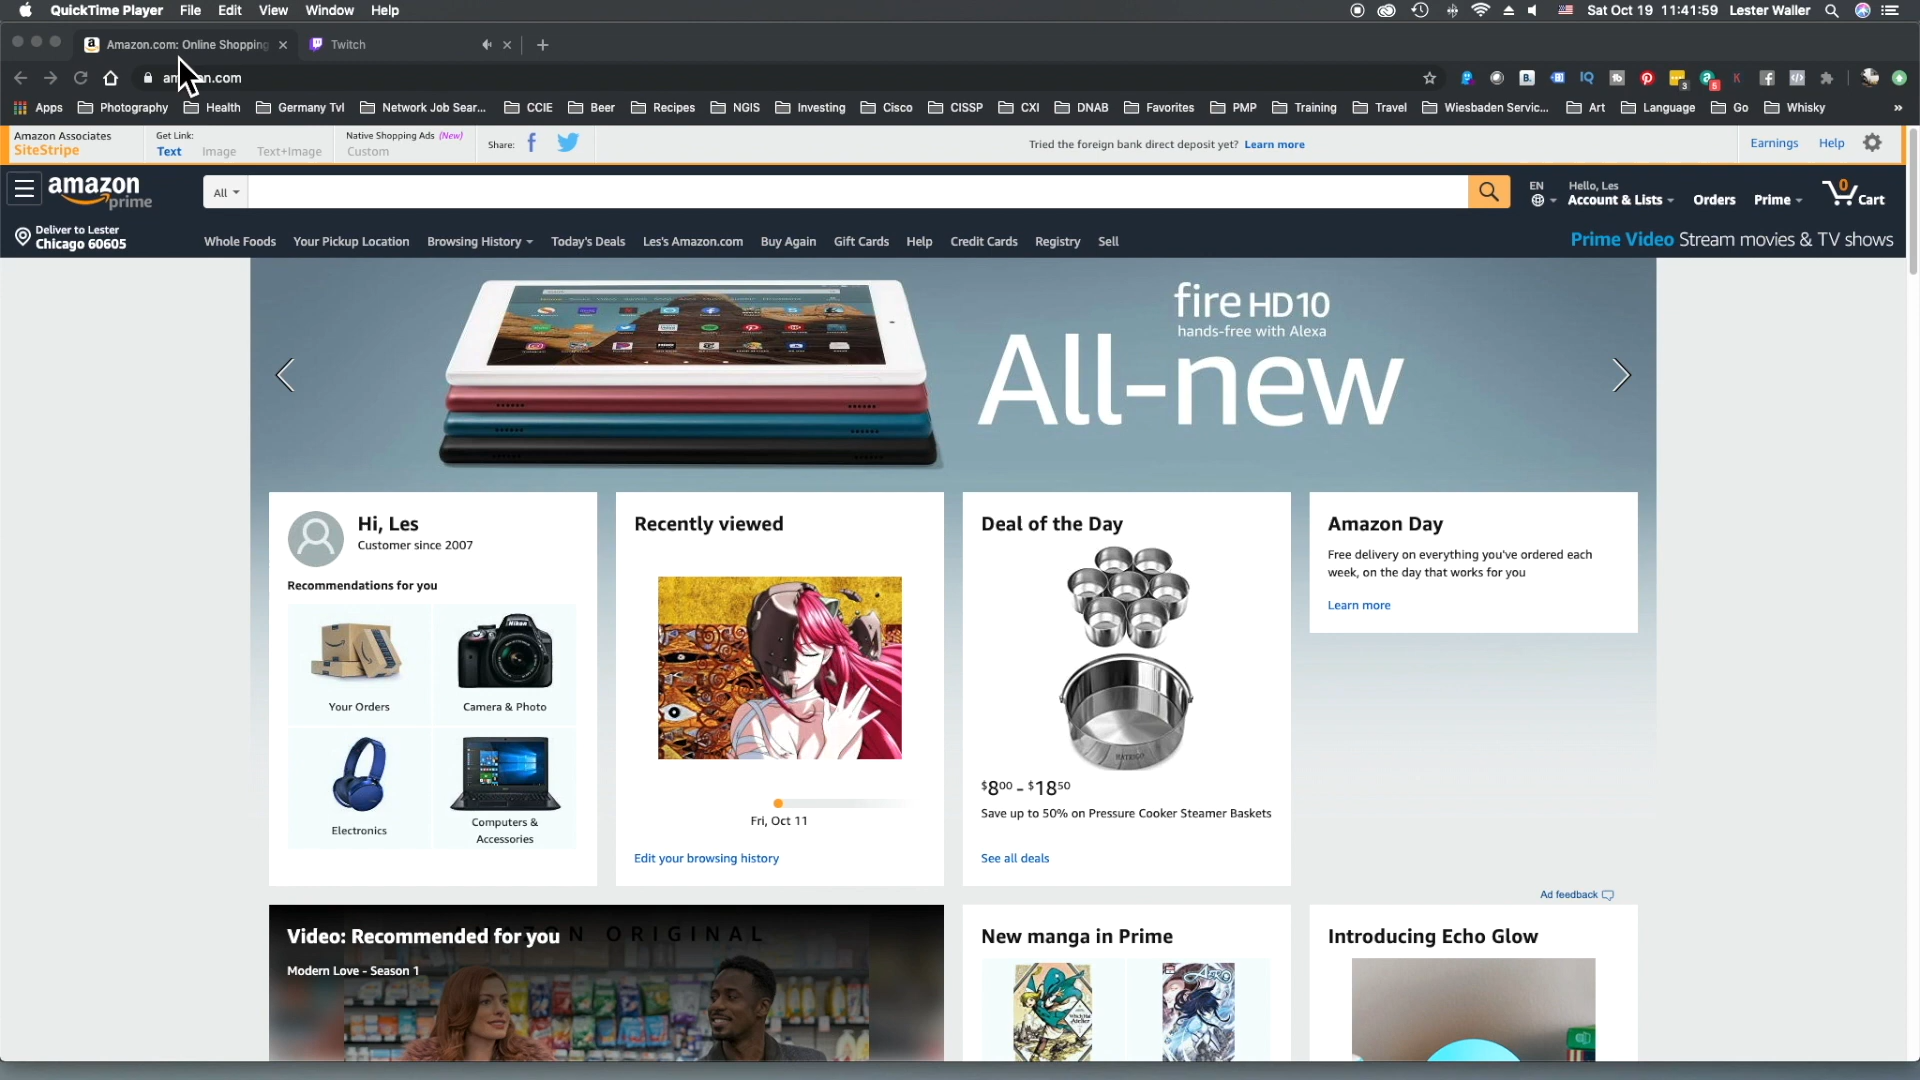 QuickTime Player File Edit View Window Help
Sat Oct 19 11:41:59 Lester Waller
Amazon.com: Online Shopping
Twitch
Apps Photography Health Germany Tvl Network Job Sear... CCIE Beer Recipes NGIS Investing Cisco CISSP CXI DNAB Favorites PMP Training Travel Wiesbaden Servic... Art Language Go Whisky »
Amazon Associates
SiteStripe
Get Link:
Text Image Text+Image
Native Shopping Ads (New)
Custom
Share:
Tried the foreign bank direct deposit yet? Learn more
Earnings Help
amazon
prime
All
EN
Hello, Les
Account & Lists
Orders
Prime
0
Cart
Deliver to Lester
Chicago 60605
Whole Foods Your Pickup Location Browsing History Today's Deals Les's Amazon.com Buy Again Gift Cards Help Credit Cards Registry Sell
Prime Video Stream movies & TV shows
fire HD10
hands-free with Alexa
All-new
Hi, Les
Customer since 2007
Recommendations for you
Your Orders
Nikon
Camera & Photo
Electronics
Computers &
Accessories
Recently viewed
Fri, Oct 11
Edit your browsing history
Deal of the Day
$800 - $1850
Save up to 50% on Pressure Cooker Steamer Baskets
See all deals
Amazon Day
Free delivery on everything you've ordered each
week, on the day that works for you
Learn more
Ad feedback
Video: Recommended for you
ORIGINAL
Modern Love - Season 1
New manga in Prime
Introducing Echo Glow